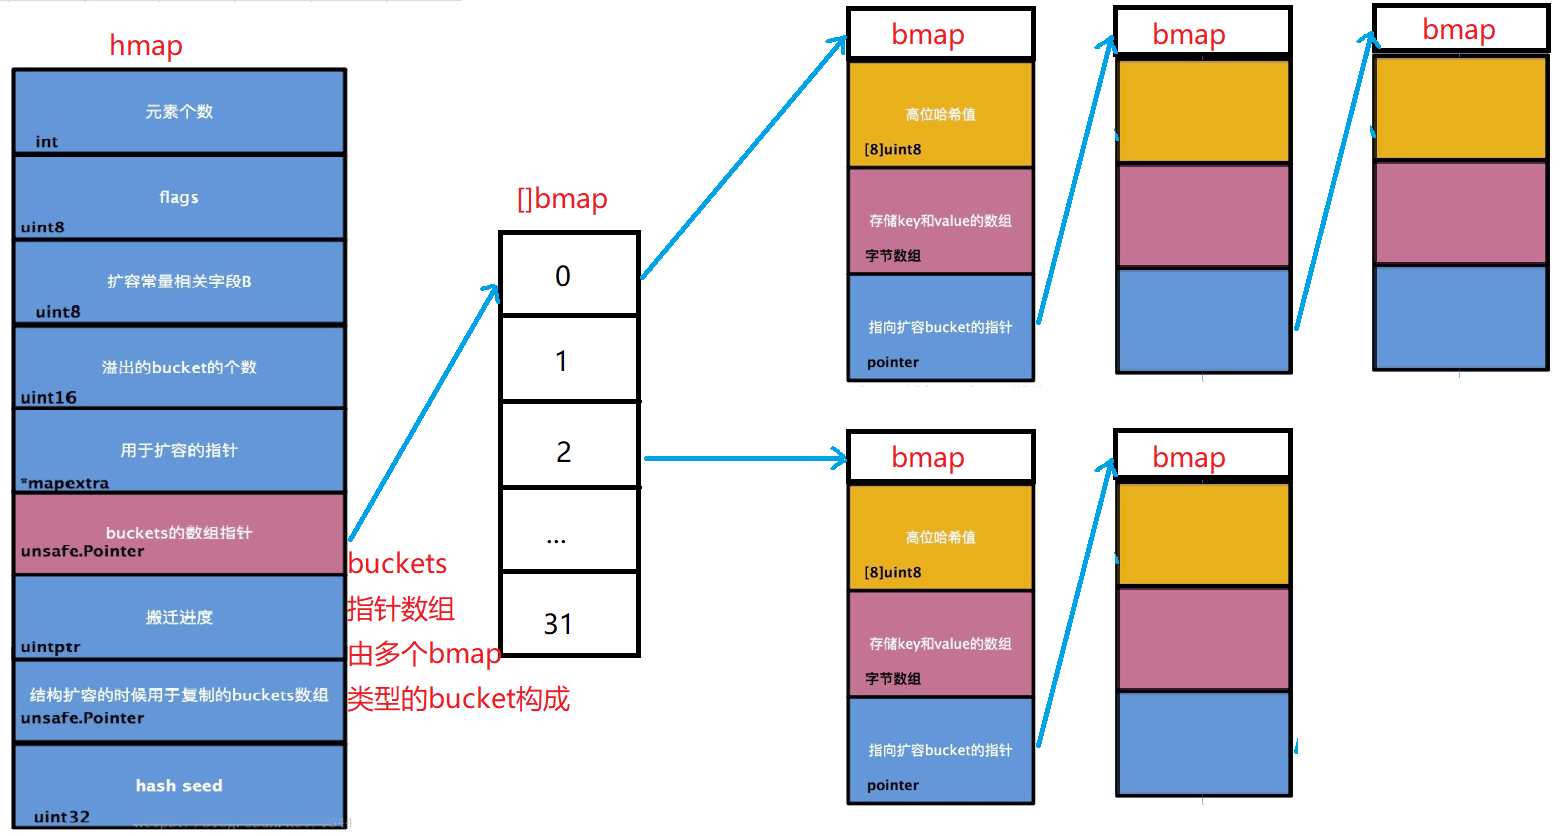 hmap
元素个数
int
flags
uint8
扩容常量相关字段B
uint8
溢出的bucket的个数
uint16
用于扩容的指针
*mapextra
buckets的数组指针
unsafe.Pointer
搬迁进度
uintptr
结构扩容的时候用于复制的buckets数组
unsafe.Pointer
hash seed
uint32
buckets
指针数组
由多个bmap
类型的bucket构成
[]bmap
0
1
2
...
31
bmap
高位哈希值
[8]uint8
存储key和value的数组
字节数组
指向扩容bucket的指针
pointer
bmap
bmap
bmap
高位哈希值
[8]uint8
存储key和value的数组
字节数组
指向扩容bucket的指针
pointer
bmap